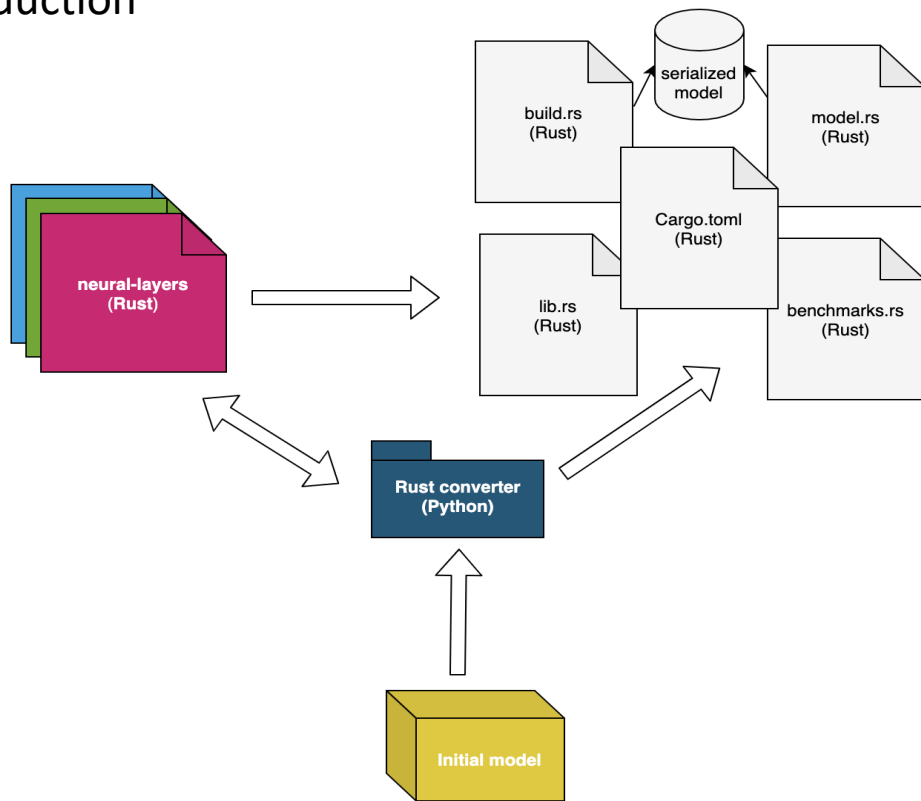 serialized
model
build.rs
(Rust)
model.rs
(Rust)
Cargo.toml
(Rust)
neural-layers
(Rust)
lib.rs
(Rust)
benchmarks.rs
(Rust)
Rust converter
(Python)
Initial model